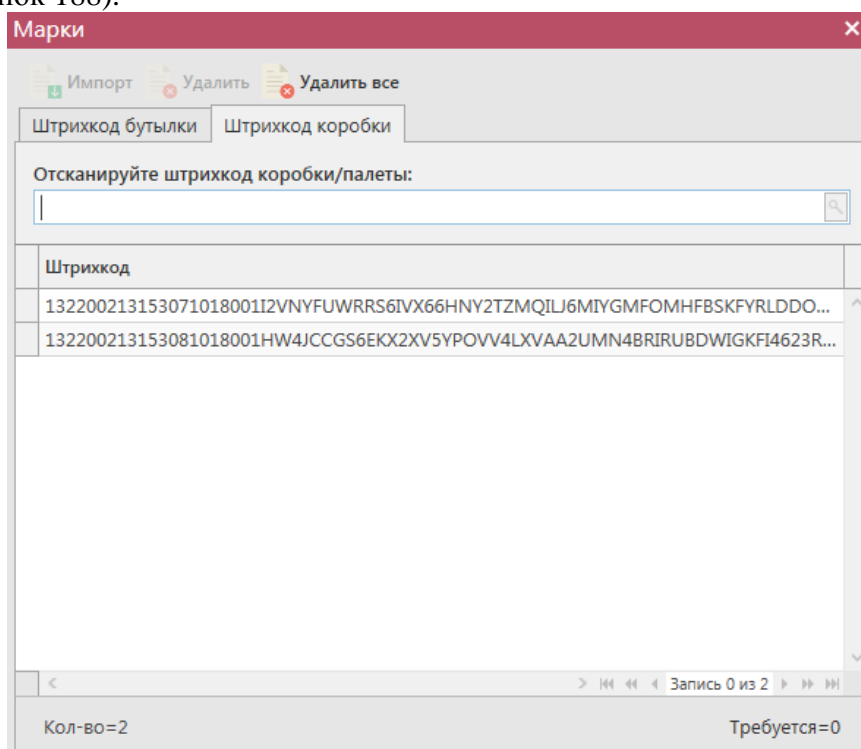 Марки
Импорт Удалить Удалить все
Штрихкод бутылки Штрихкод коробки
Отсканируйте штрихкод коробки/палеты:
Штрихкод
132200213153071018001I2VNYFUWRRS6IVX66HNY2TZMQILJ6MIYGMFOMHFBSKFYRLDDO...
132200213153081018001HW4JCCGS6EKX2XV5YPOVV4LXVAA2UMN4BRIRUBDWIGKFI4623R...
Запись 0 из 2
Кол-во=2 Требуется=0